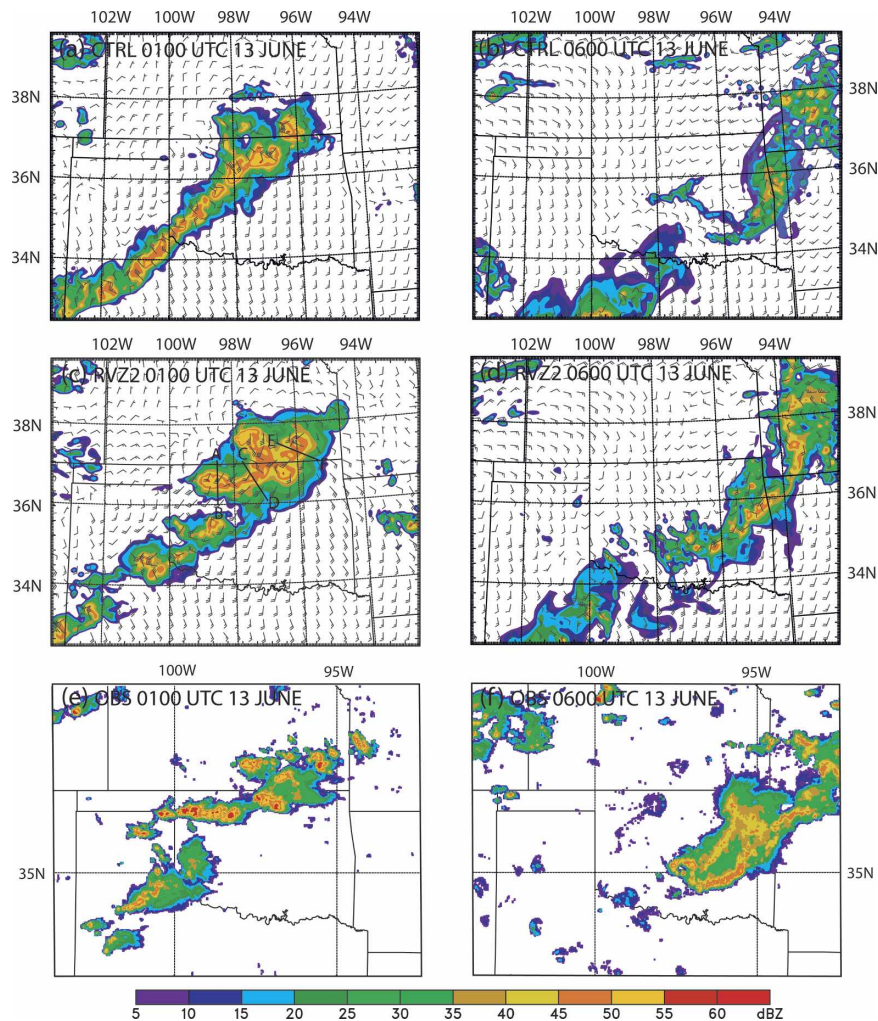 102W 100W 98W 96W 94W 102W 100W 98W 96W 94W
(a) CTRL 0100 UTC 13 JUNE (b) CTRL 0600 UTC 13 JUNE
38N 38N
36N 36N
34N 34N
102W 100W 98W 96W 94W 102W 100W 98W 96W 94W
(c) RVZ2 0100 UTC 13 JUNE (d) RVZ2 0600 UTC 13 JUNE
38N 38N
E
A C
36N 36N
B D
34N 34N
100W 95W 100W 95W
(e) OBS 0100 UTC 13 JUNE (f) OBS 0600 UTC 13 JUNE
35N 35N
5 10 15 20 25 30 35 40 45 50 55 60 dBZ